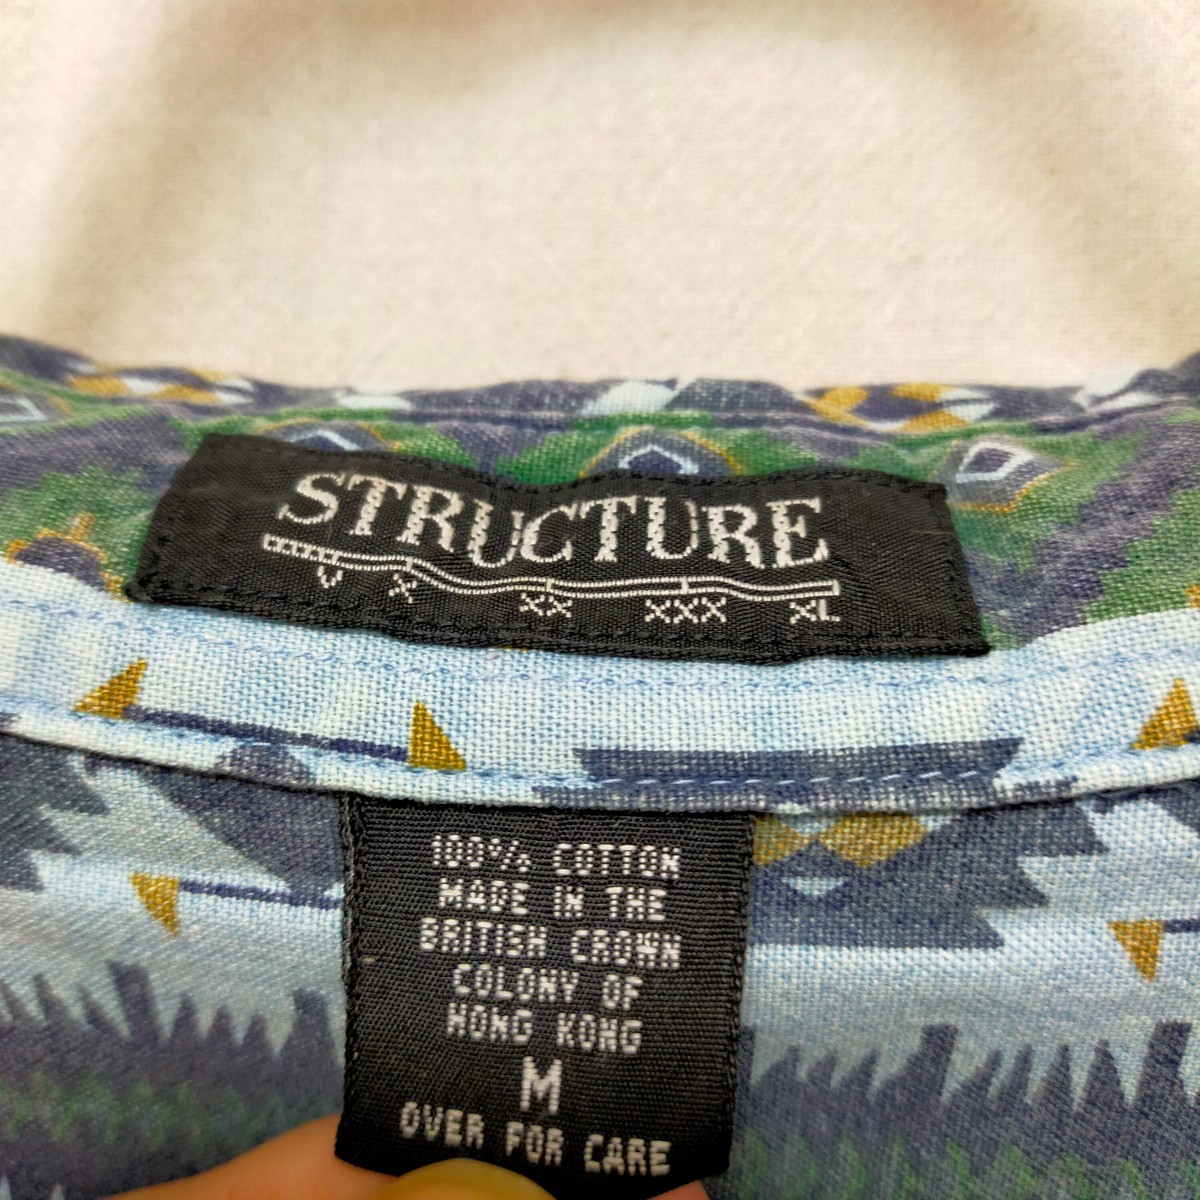 STRUCTURE
V X XX XXX XL
100% COTTON
MADE IN THE
BRITISH CROWN
COLONY OF
HONG KONG
M
OVER FOR CARE